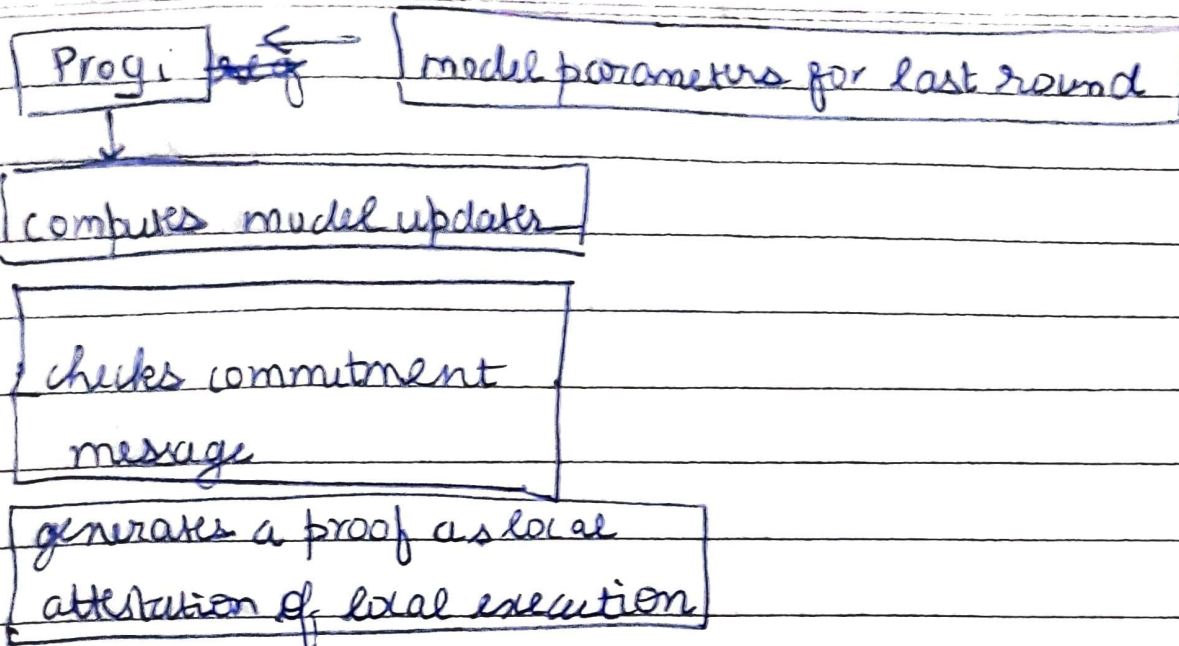 Progi model parameters for last round
computes model updates
checks commitment
message
generates a proof as local
attestation of local execution